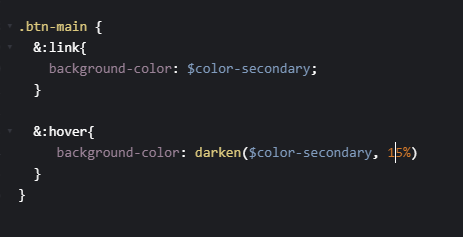 .btn-main {
&:link{
background-color: $color-secondary;
}
&:hover{
background-color: darken($color-secondary, 15%)
}
}